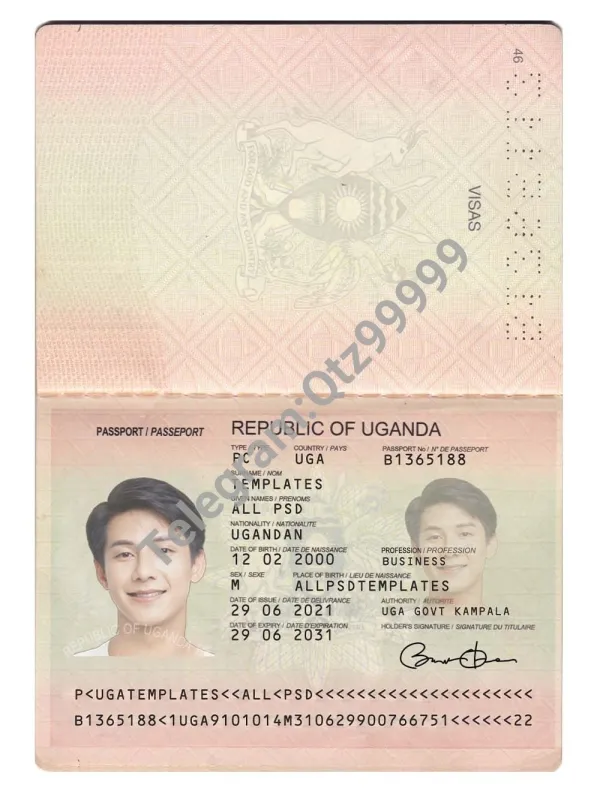 46
VISAS
Telegram:Qtz99999
PASSPORT / PASSEPORT
REPUBLIC OF UGANDA
TYPE / TYPE COUNTRY / PAYS PASSPORT No / N° DE PASSEPORT
PC UGA B1365188
SURNAME / NOM
TEMPLATES
GIVEN NAMES / PRENOMS
ALL PSD
NATIONALITY / NATIONALITE
UGANDAN
DATE OF BIRTH / DATE DE NAISSANCE PROFESSION / PROFESSION
12 02 2000 BUSINESS
SEX / SEXE PLACE OF BIRTH / LIEU DE NAISSANCE
M ALLPSDTEMPLATES
DATE OF ISSUE / DATE DE DELIVRANCE AUTHORITY / AUTORITE
29 06 2021 UGA GOVT KAMPALA
DATE OF EXPIRY / DATE D'EXPIRATION HOLDER'S SIGNATURE / SIGNATURE DU TITULAIRE
29 06 2031
REPUBLIC OF UGANDA
P<UGATEMPLATES<<ALL<PSD<<<<<<<<<<<<<<<<<<<<<
B1365188<1UGA9101014M310629900766751<<<<<<22